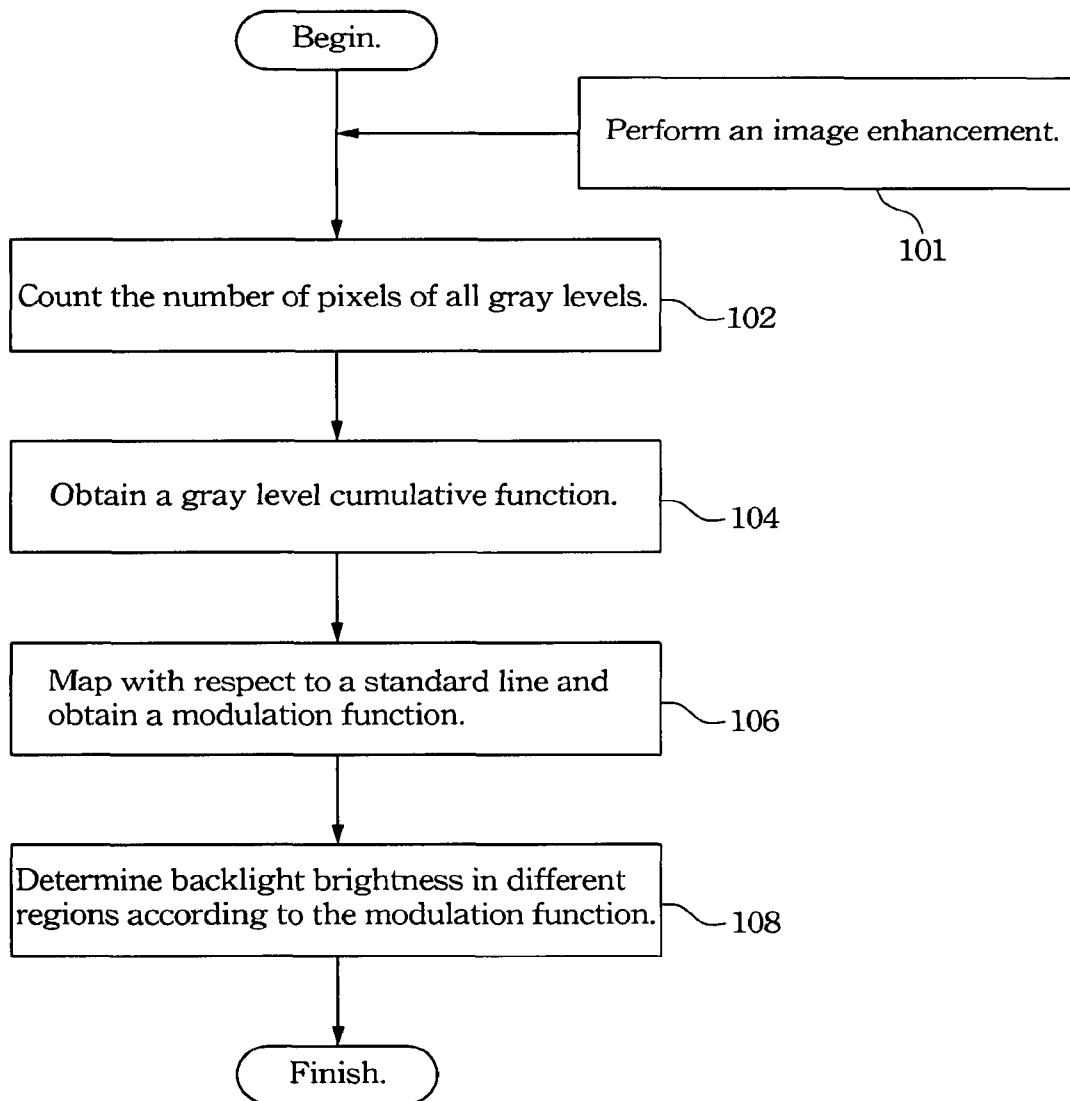 Begin.
Perform an image enhancement.
101
Count the number of pixels of all gray levels.
102
Obtain a gray level cumulative function.
104
Map with respect to a standard line and
obtain a modulation function.
106
Determine backlight brightness in different
regions according to the modulation function.
108
Finish.